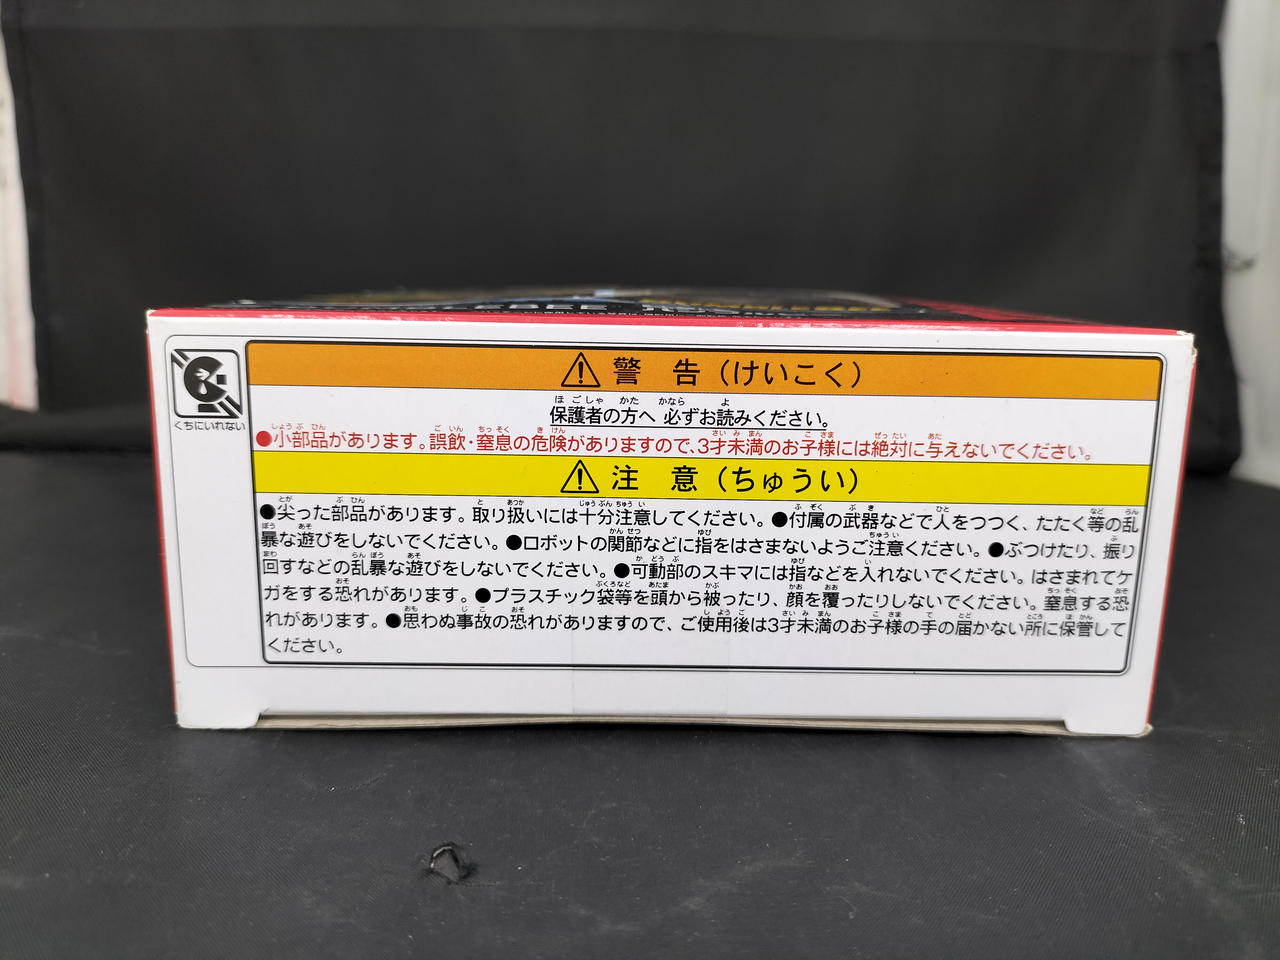 くちにいれない
警 告（けいこく）
保護者の方へ 必ずお読みください。
●小部品があります。誤飲・窒息の危険がありますので、3才未満のお子様には絶対に与えないでください。
注 意（ちゅうい）
●尖った部品があります。取り扱いには十分注意してください。●付属の武器などで人をつつく、たたく等の乱
暴な遊びをしないでください。●ロボットの関節などに指をはさまないようご注意ください。●ぶつけたり、振り
回すなどの乱暴な遊びをしないでください。●可動部のスキマには指などを入れないでください。はさまれてケ
ガをする恐れがあります。●プラスチック袋等を頭から被ったり、顔を覆ったりしないでください。窒息する恐
れがあります。●思わぬ事故の恐れがありますので、ご使用後は3才未満のお子様の手の届かない所に保管して
ください。